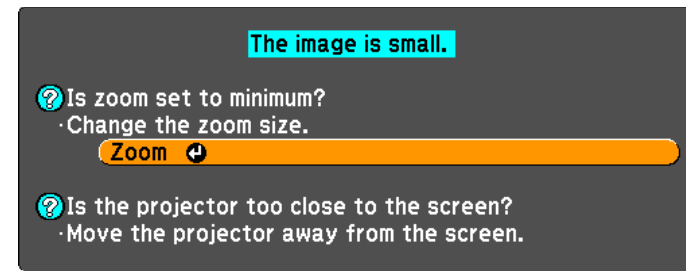 The image is small.
Is zoom set to minimum?
·Change the zoom size.
Zoom
Is the projector too close to the screen?
·Move the projector away from the screen.